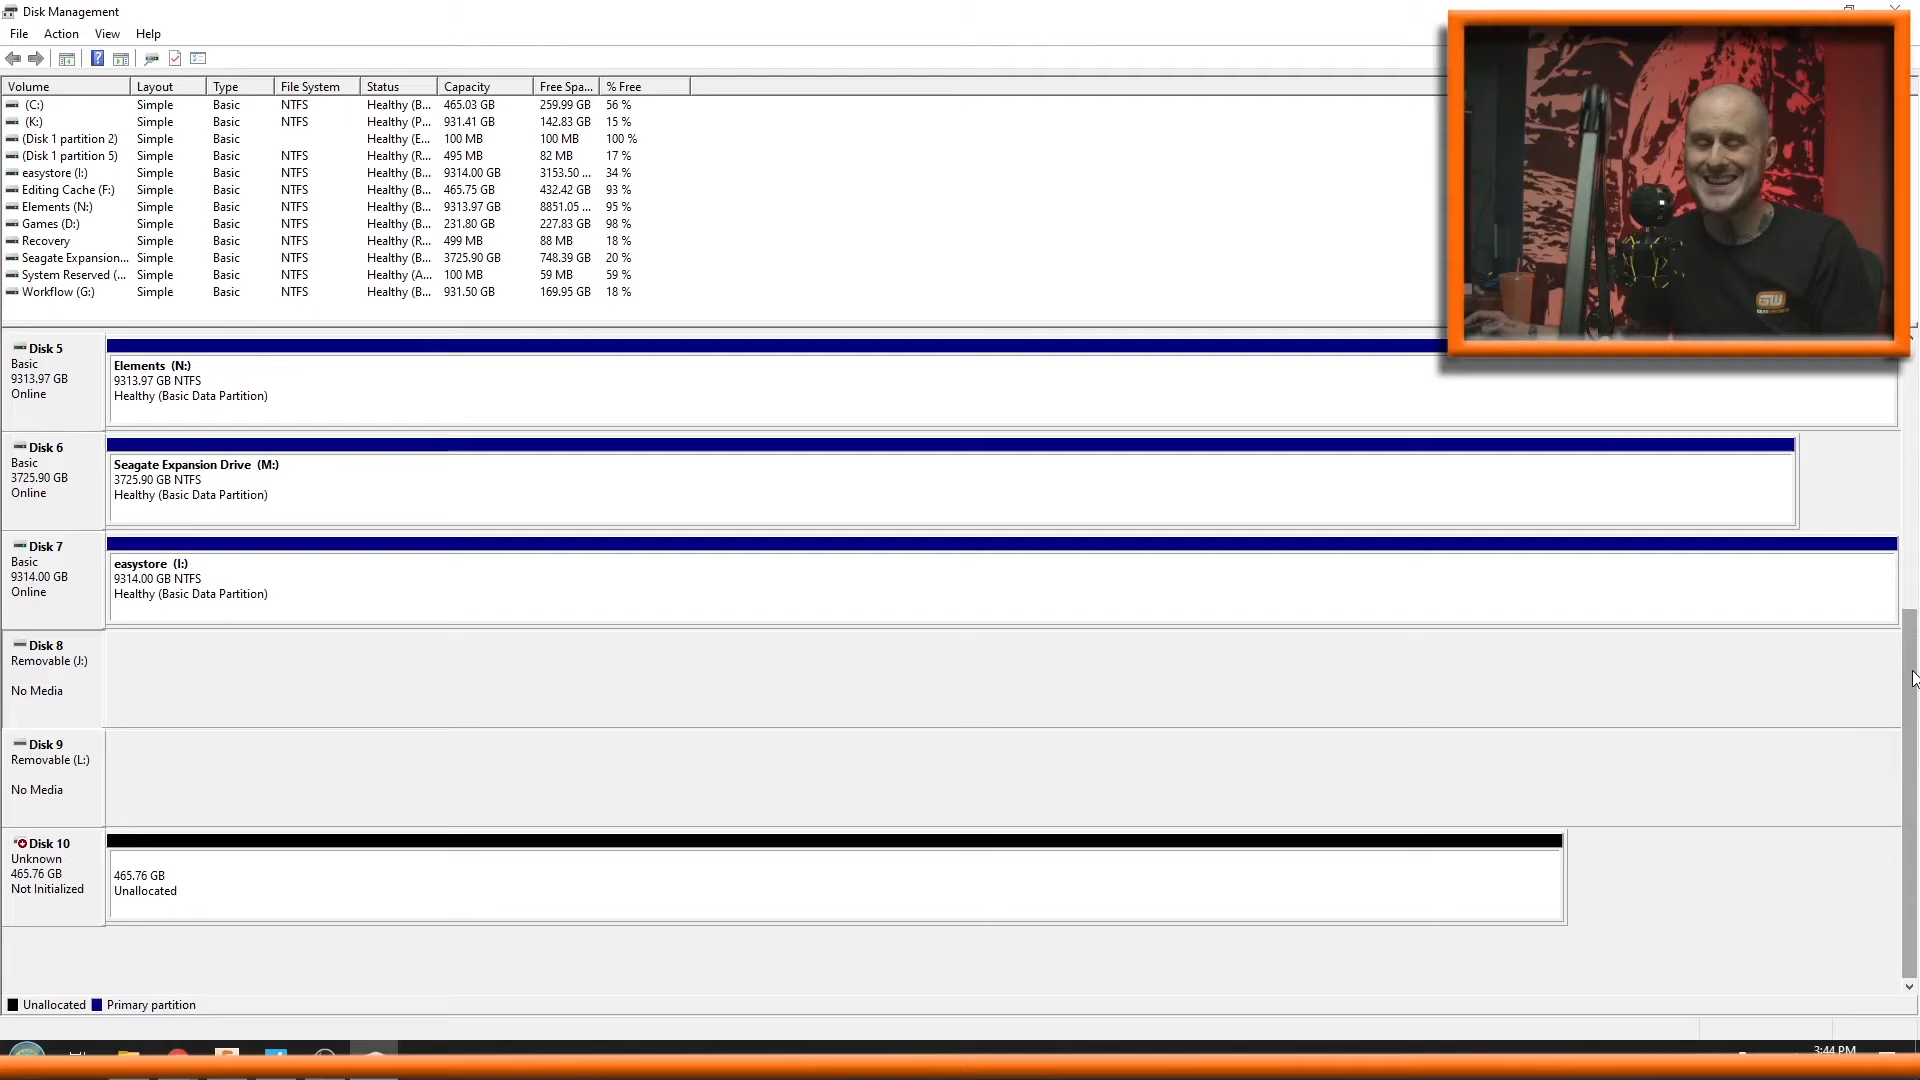 Disk Management
File Action View Help
Volume Layout Type File System Status Capacity Free Spa... % Free
(C:) Simple Basic NTFS Healthy (B... 465.03 GB 259.99 GB 56 %
(K:) Simple Basic NTFS Healthy (P... 931.41 GB 142.83 GB 15 %
(Disk 1 partition 2) Simple Basic Healthy (E... 100 MB 100 MB 100 %
(Disk 1 partition 5) Simple Basic NTFS Healthy (R... 495 MB 82 MB 17 %
easystore (I:) Simple Basic NTFS Healthy (B... 9314.00 GB 3153.50 ... 34 %
Editing Cache (F:) Simple Basic NTFS Healthy (B... 465.75 GB 432.42 GB 93 %
Elements (N:) Simple Basic NTFS Healthy (B... 9313.97 GB 8851.05 ... 95 %
Games (D:) Simple Basic NTFS Healthy (B... 231.80 GB 227.83 GB 98 %
Recovery Simple Basic NTFS Healthy (R... 499 MB 88 MB 18 %
Seagate Expansion... Simple Basic NTFS Healthy (B... 3725.90 GB 748.39 GB 20 %
System Reserved (... Simple Basic NTFS Healthy (A... 100 MB 59 MB 59 %
Workflow (G:) Simple Basic NTFS Healthy (B... 931.50 GB 169.95 GB 18 %
Disk 5
Basic
9313.97 GB
Online
Elements (N:)
9313.97 GB NTFS
Healthy (Basic Data Partition)
Disk 6
Basic
3725.90 GB
Online
Seagate Expansion Drive (M:)
3725.90 GB NTFS
Healthy (Basic Data Partition)
Disk 7
Basic
9314.00 GB
Online
easystore (I:)
9314.00 GB NTFS
Healthy (Basic Data Partition)
Disk 8
Removable (J:)
No Media
Disk 9
Removable (L:)
No Media
Disk 10
Unknown
465.76 GB
Not Initialized
465.76 GB
Unallocated
Unallocated Primary partition
3:44 PM